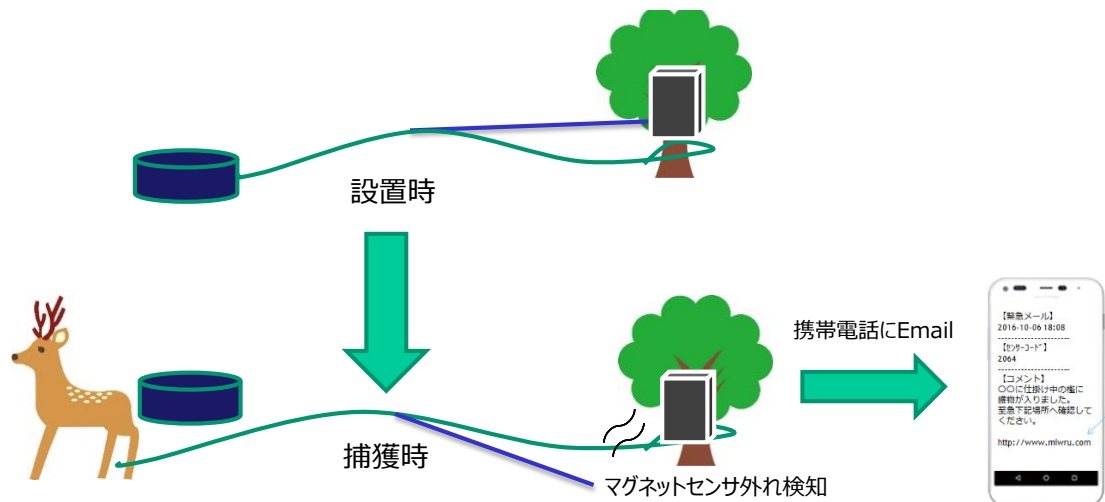 設置時
捕獲時
マグネットセンサ外れ検知
携帯電話にEmail
【緊急メール】
2016-10-06 18:08
------------------------
【ｾﾝｻｰｺｰﾄﾞ】
2064
------------------------
【コメント】
〇〇に仕掛け中の檻に
獲物が入りました。
至急下記場所へ確認して
ください。
http://www.mlwru.com